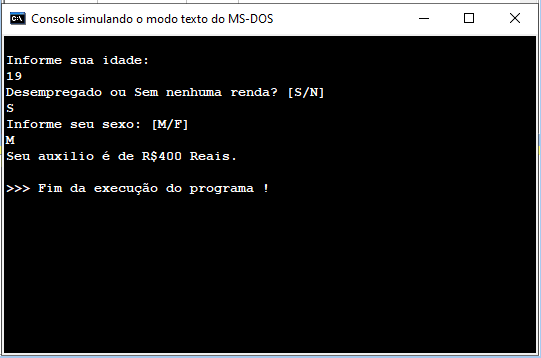 Console simulando o modo texto do MS-DOS
Informe sua idade:
19
Desempregado ou Sem nenhuma renda? [S/N]
S
Informe seu sexo: [M/F]
M
Seu auxilio é de R$400 Reais.
>>> Fim da execução do programa !